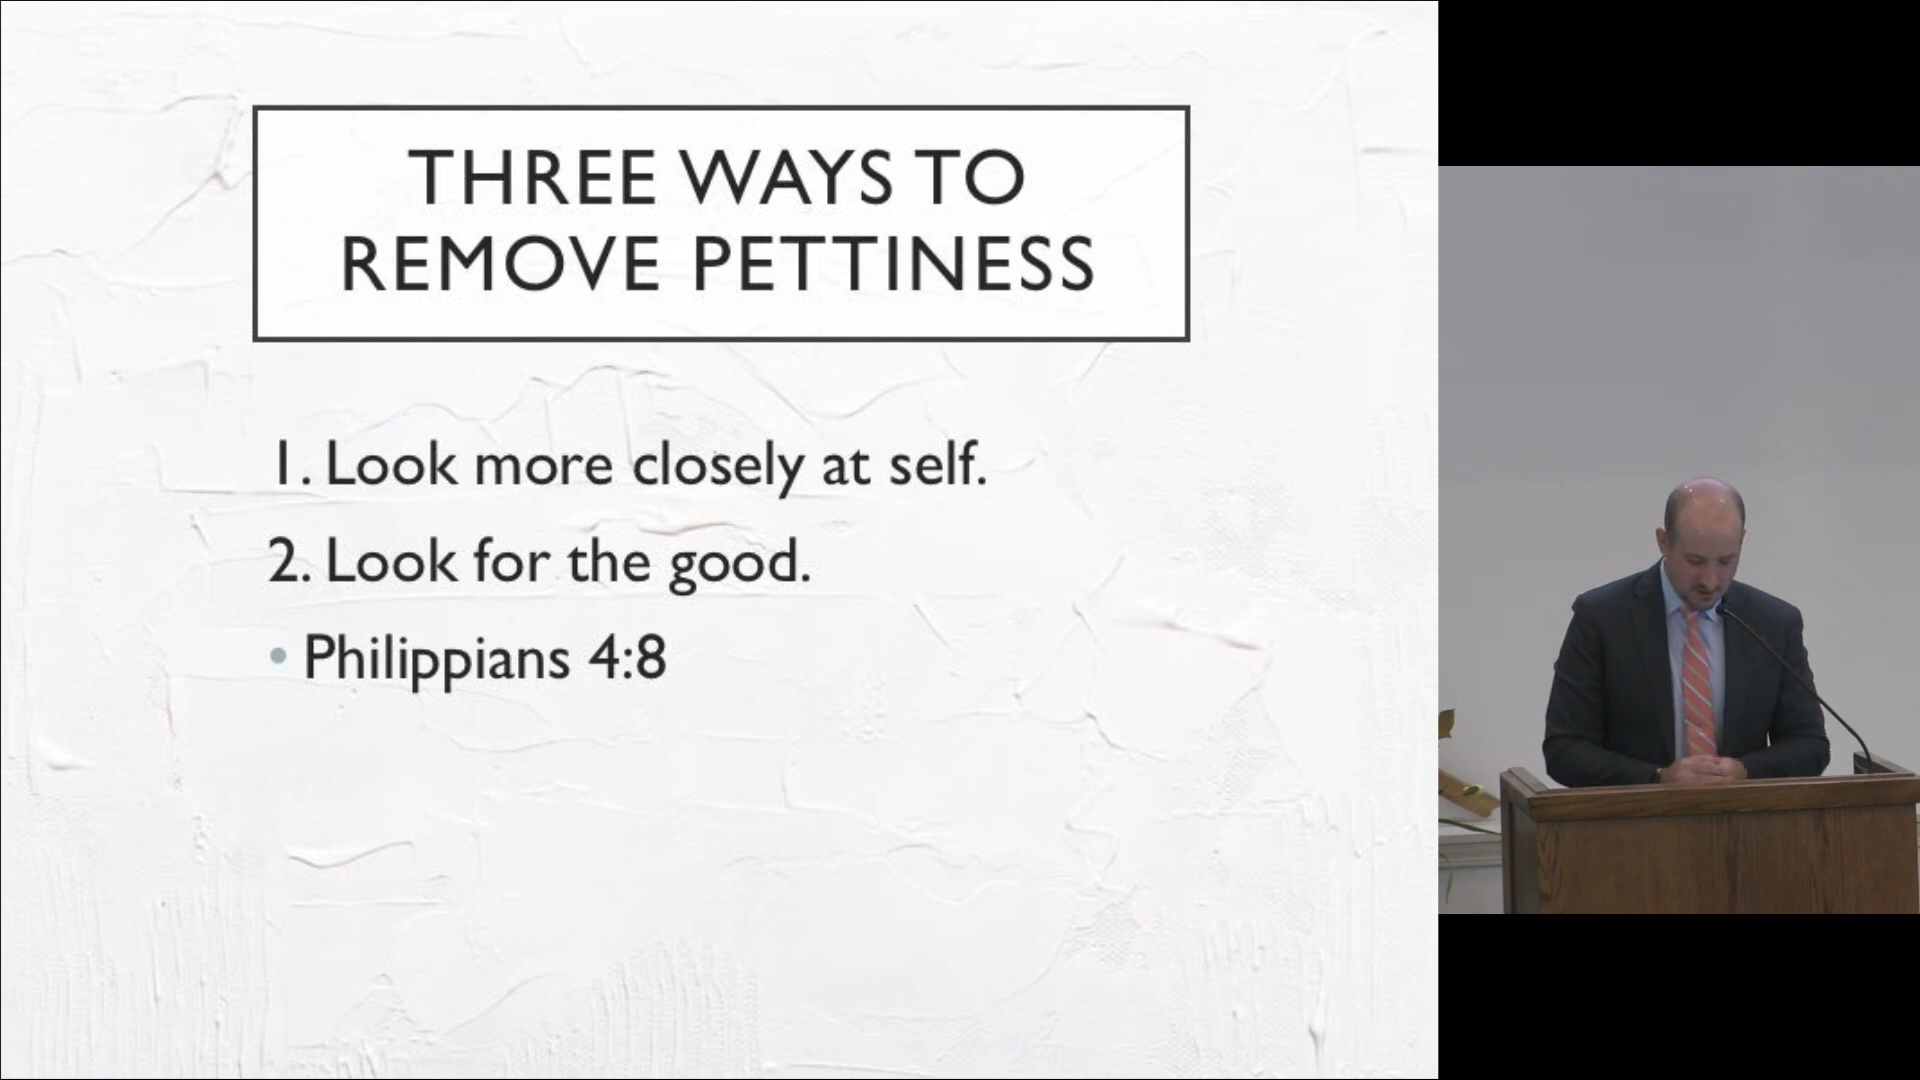 THREE WAYS TO
REMOVE PETTINESS
1. Look more closely at self.
2. Look for the good.
• Philippians 4:8